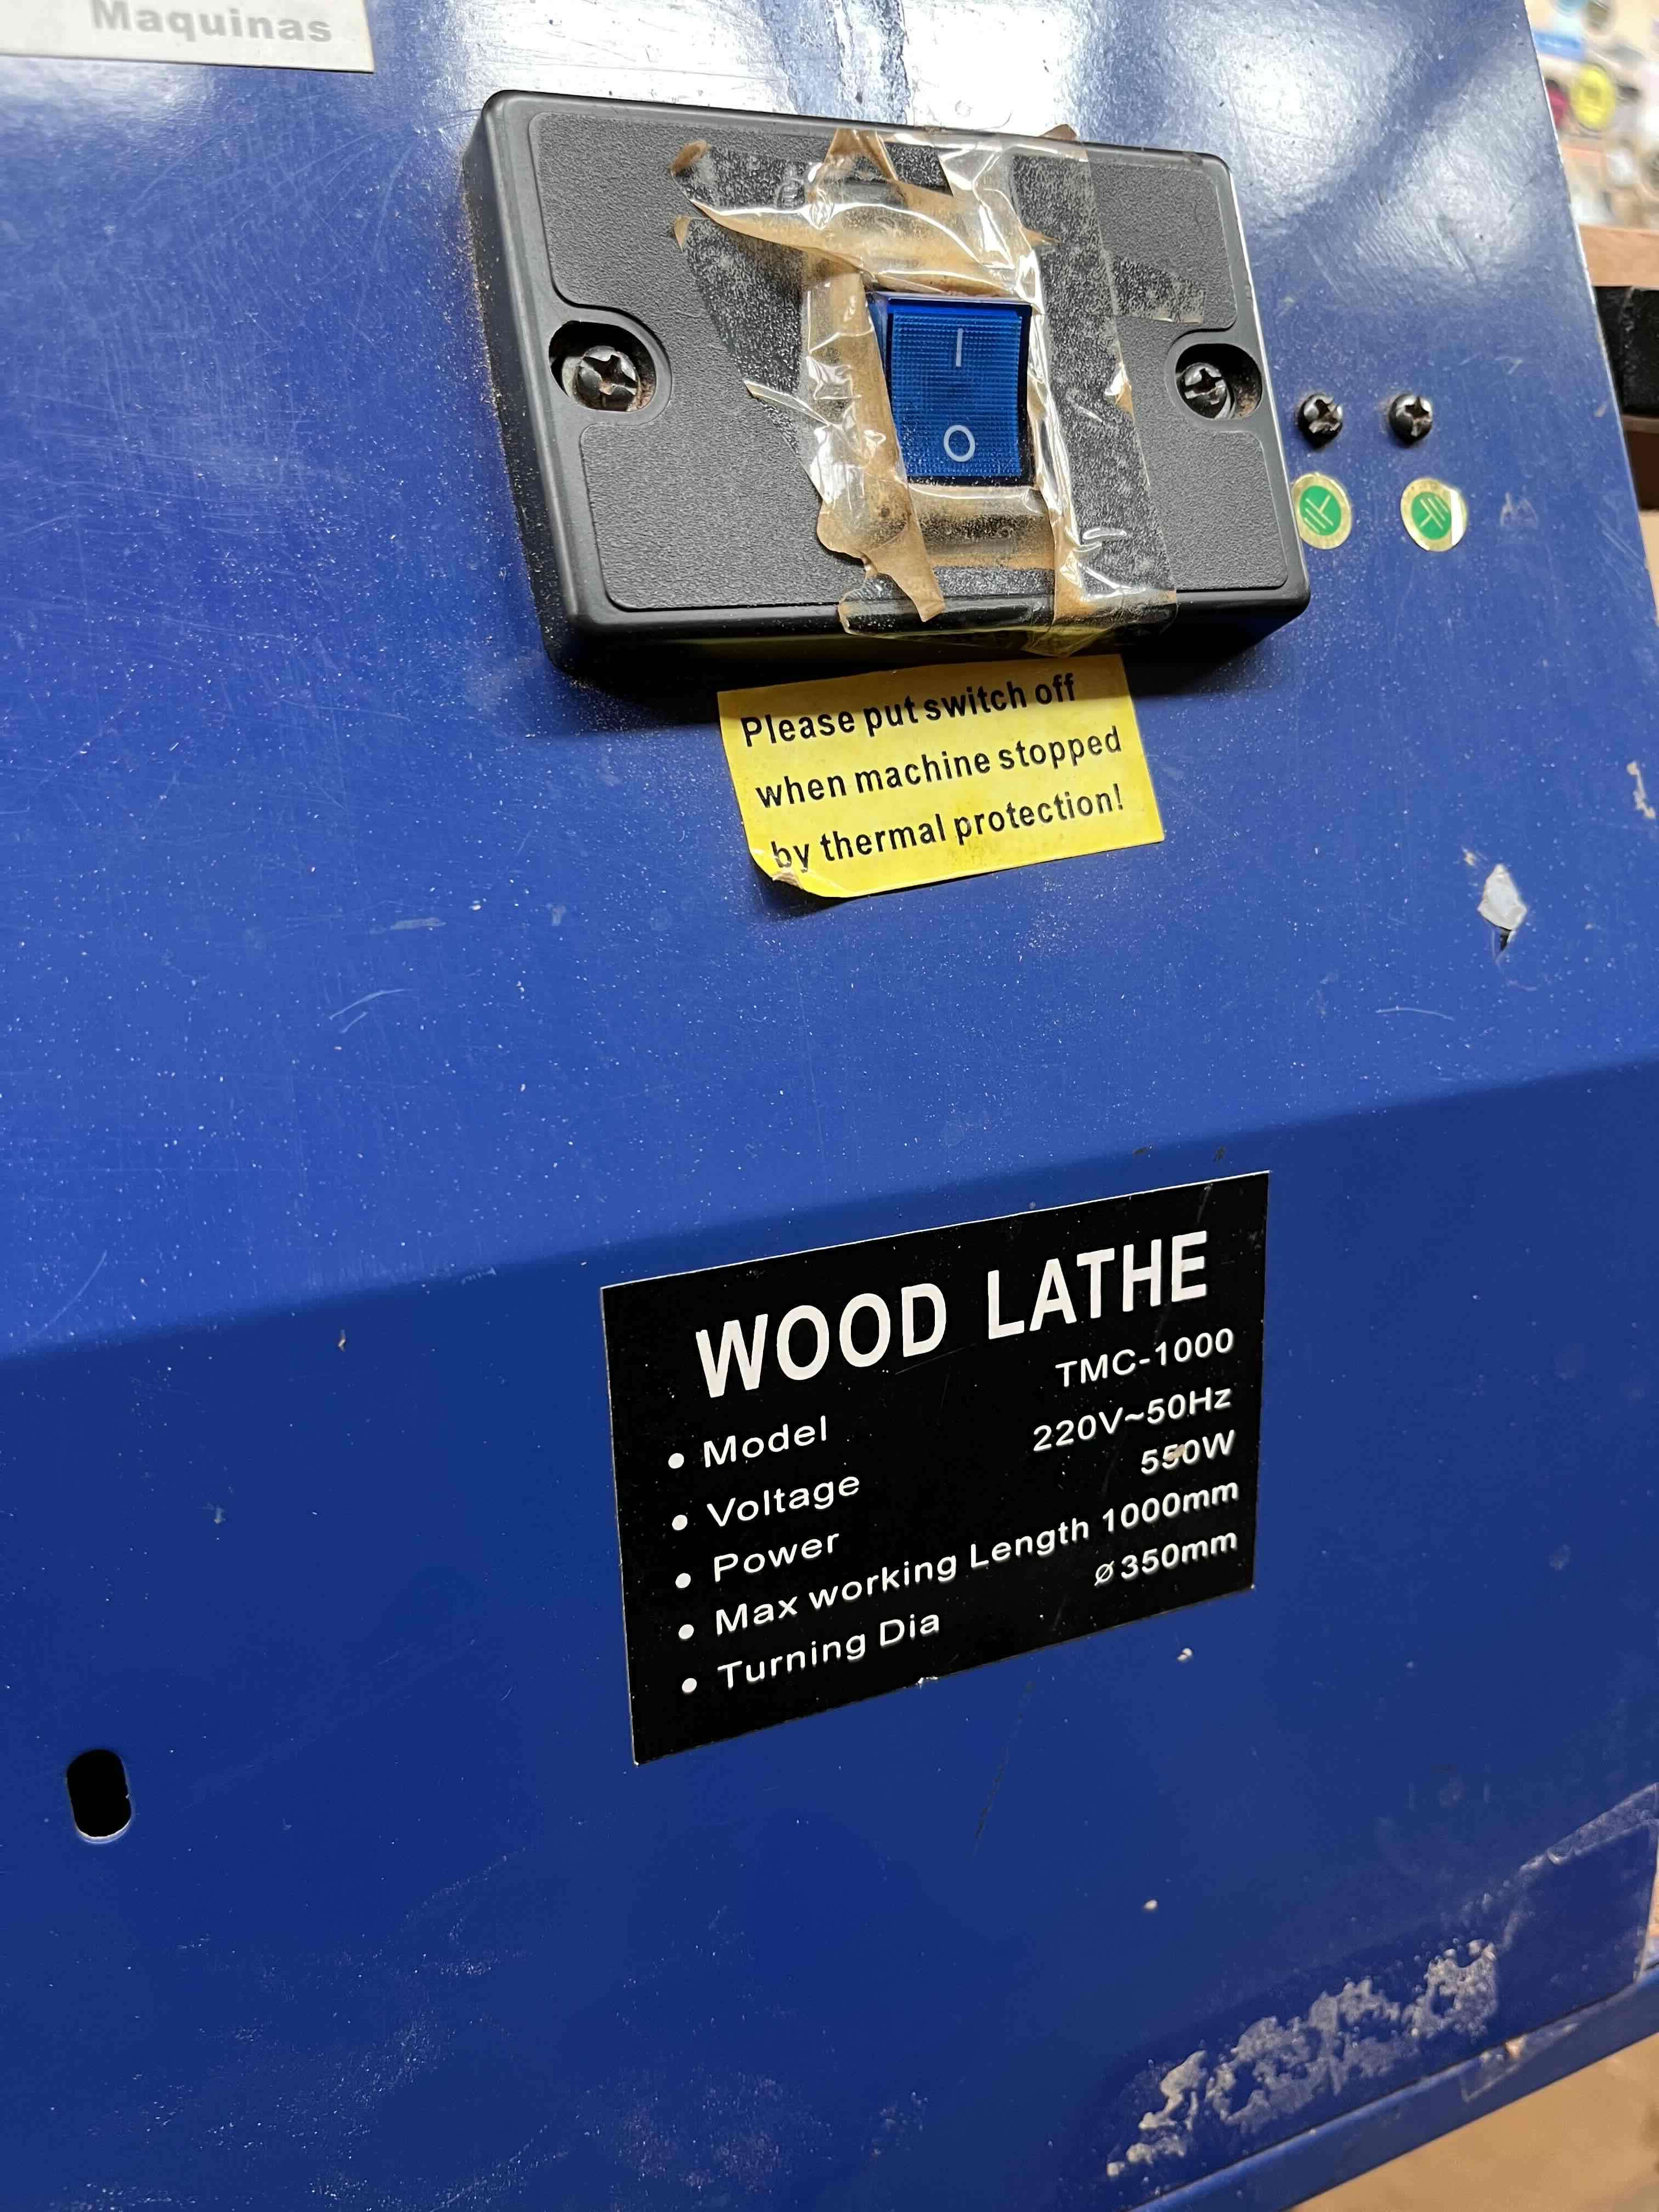 Maquinas
I
O
Please put switch off
when machine stopped
by thermal protection!
WOOD LATHE
• Model TMC-1000
• Voltage 220V~50Hz
• Power 550W
• Max working Length 1000mm
• Turning Dia ø350mm